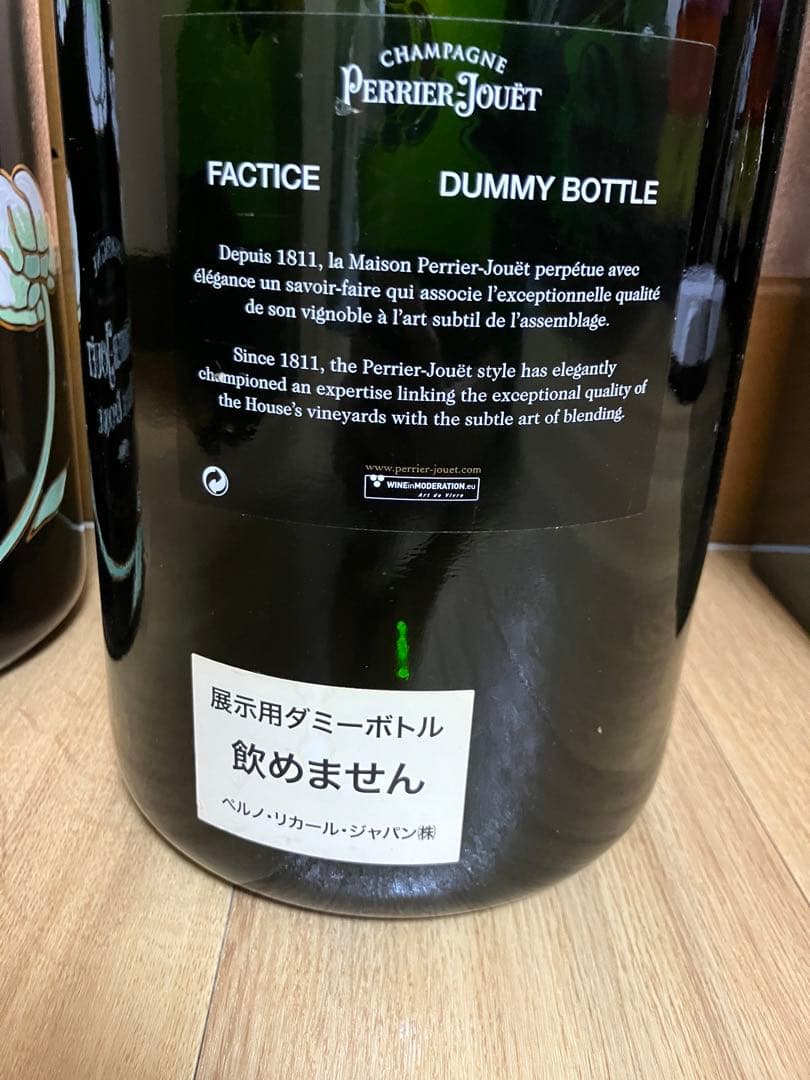 CHAMPAGNE
PERRIER-JOUËT
FACTICE DUMMY BOTTLE
Depuis 1811, la Maison Perrier-Jouët perpétue avec
élégance un savoir-faire qui associe l'exceptionnelle qualité
de son vignoble à l'art subtil de l'assemblage.
Since 1811, the Perrier-Jouët style has elegantly
championed an expertise linking the exceptional quality of
the House's vineyards with the subtle art of blending.
www.perrier-jouet.com
WINEinMODERATION.eu
Art de Vivre
展示用ダミーボトル
飲めません
ペルノ・リカール・ジャパン㈱